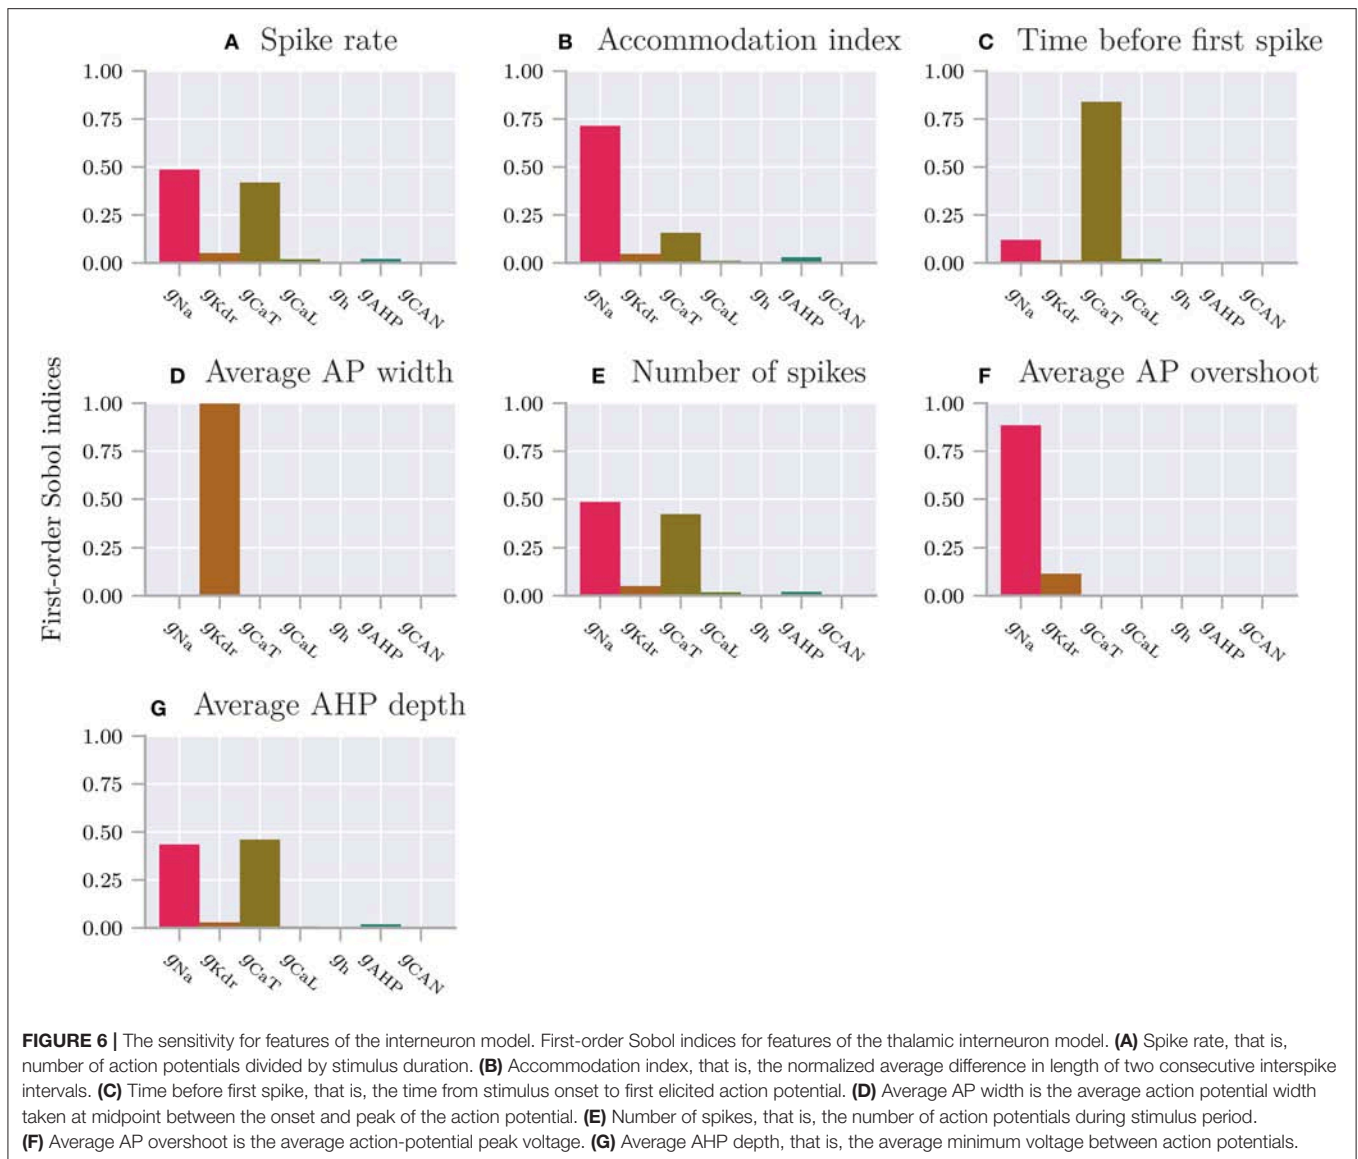 A Spike rate
B Accommodation index
C Time before first spike
1.00
0.75
0.50
0.25
0.00
gNa gKdr gCaT gCaL gh gAHP gCAN
1.00
0.75
0.50
0.25
0.00
gNa gKdr gCaT gCaL gh gAHP gCAN
1.00
0.75
0.50
0.25
0.00
gNa gKdr gCaT gCaL gh gAHP gCAN
First-order Sobol indices
D Average AP width
E Number of spikes
F Average AP overshoot
1.00
0.75
0.50
0.25
0.00
gNa gKdr gCaT gCaL gh gAHP gCAN
1.00
0.75
0.50
0.25
0.00
gNa gKdr gCaT gCaL gh gAHP gCAN
1.00
0.75
0.50
0.25
0.00
gNa gKdr gCaT gCaL gh gAHP gCAN
G Average AHP depth
1.00
0.75
0.50
0.25
0.00
gNa gKdr gCaT gCaL gh gAHP gCAN
FIGURE 6 | The sensitivity for features of the interneuron model. First-order Sobol indices for features of the thalamic interneuron model. (A) Spike rate, that is,
number of action potentials divided by stimulus duration. (B) Accommodation index, that is, the normalized average difference in length of two consecutive interspike
intervals. (C) Time before first spike, that is, the time from stimulus onset to first elicited action potential. (D) Average AP width is the average action potential width
taken at midpoint between the onset and peak of the action potential. (E) Number of spikes, that is, the number of action potentials during stimulus period.
(F) Average AP overshoot is the average action-potential peak voltage. (G) Average AHP depth, that is, the average minimum voltage between action potentials.